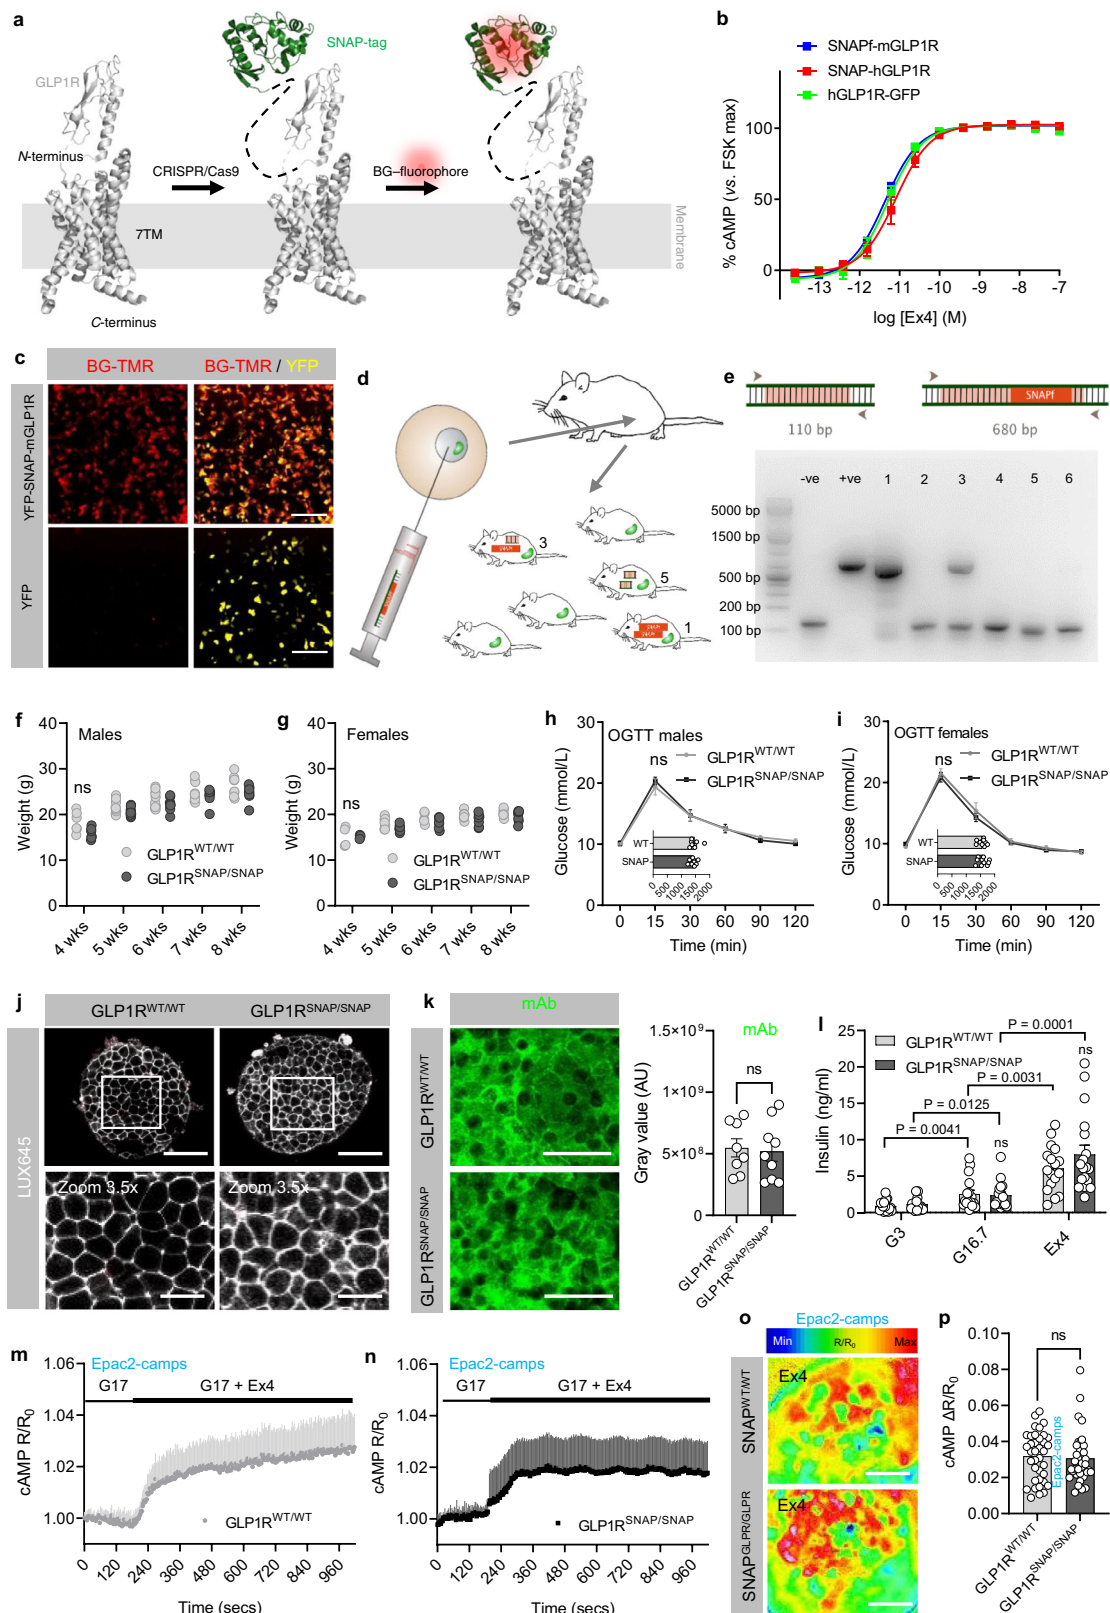 a
SNAP-tag
GLP1R
N-terminus
CRISPR/Cas9
BG–fluorophore
7TM
Membrane
C-terminus
b
SNAPf-mGLP1R
SNAP-hGLP1R
hGLP1R-GFP
% cAMP (vs. FSK max)
100
50
0
-13 -12 -11 -10 -9 -8 -7
log [Ex4] (M)
c
BG-TMR
BG-TMR / YFP
YFP-SNAP-mGLP1R
YFP
d
SNAPf
3
5
1
e
SNAPf
110 bp
680 bp
-ve +ve 1 2 3 4 5 6
5000 bp
1500 bp
500 bp
200 bp
100 bp
f
Males
Weight (g)
40
30
20
10
0
ns
GLP1R WT/WT
GLP1R SNAP/SNAP
4 wks 5 wks 6 wks 7 wks 8 wks
g
Females
Weight (g)
40
30
20
10
0
ns
GLP1R WT/WT
GLP1R SNAP/SNAP
4 wks 5 wks 6 wks 7 wks 8 wks
h
OGTT males
Glucose (mmol/L)
30
20
10
0
ns
GLP1R WT/WT
GLP1R SNAP/SNAP
WT
SNAP
0 500 1000 1500 2000
0 15 30 60 90 120
Time (min)
i
OGTT females
Glucose (mmol/L)
30
20
10
0
ns
GLP1R WT/WT
GLP1R SNAP/SNAP
WT
SNAP
0 500 1000 1500 2000
0 15 30 60 90 120
Time (min)
j
GLP1R WT/WT
GLP1R SNAP/SNAP
LUX645
Zoom 3.5x
Zoom 3.5x
k
mAb
GLP1R WT/WT
GLP1R SNAP/SNAP
mAb
Gray value (AU)
1.5×10⁹
1×10⁹
5×10⁸
0
ns
GLP1R WT/WT
GLP1R SNAP/SNAP
l
Insulin (ng/ml)
25
20
15
10
5
0
GLP1R WT/WT
GLP1R SNAP/SNAP
P = 0.0001
P = 0.0031
P = 0.0125
P = 0.0041
ns
ns
G3 G16.7 Ex4
m
Epac2-camps
G17
G17 + Ex4
cAMP R/R₀
1.06
1.04
1.02
1.00
GLP1R WT/WT
0 120 240 360 480 600 720 840 960
Time (secs)
n
Epac2-camps
G17
G17 + Ex4
cAMP R/R₀
1.06
1.04
1.02
1.00
GLP1R SNAP/SNAP
0 120 240 360 480 600 720 840 960
Time (secs)
o
Epac2-camps
Min R/R₀ Max
Ex4
SNAP WT/WT
Ex4
SNAP GLPR/GLPR
p
cAMP ΔR/R₀
0.10
0.08
0.06
0.04
0.02
0.00
ns
Epac2-camps
GLP1R WT/WT
GLP1R SNAP/SNAP